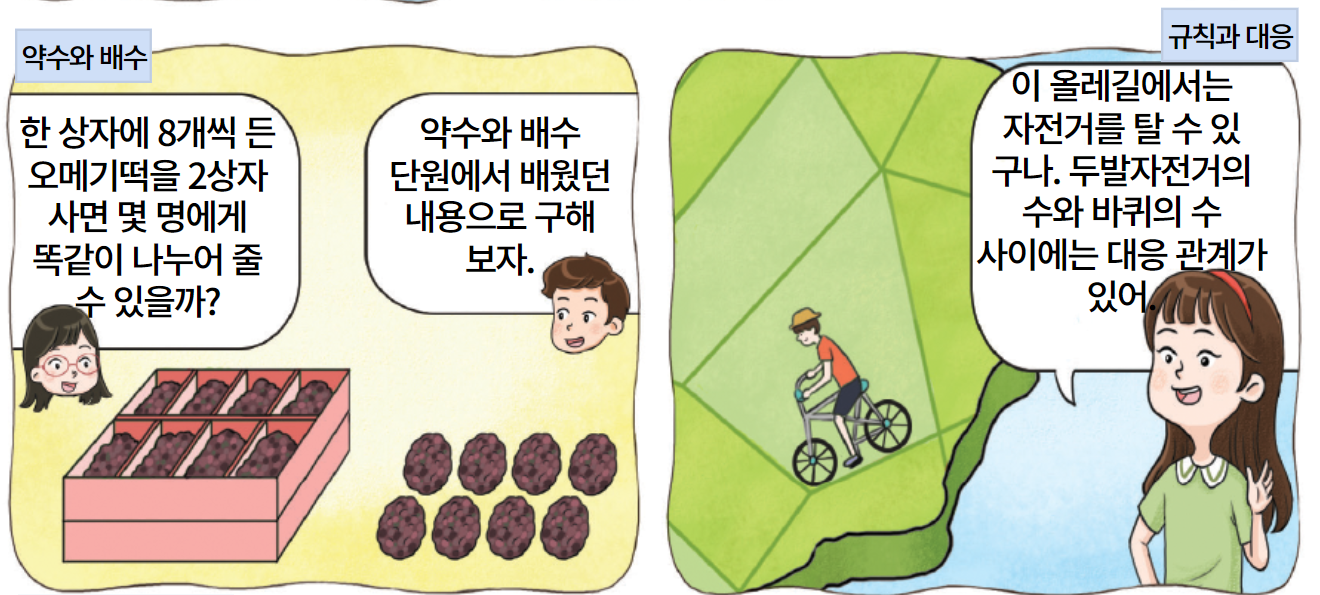 약수와 배수
한 상자에 8개씩 든
오메기떡을 2상자
사면 몇 명에게
똑같이 나누어 줄
수 있을까?
약수와 배수
단원에서 배웠던
내용으로 구해
보자.
규칙과 대응
이 올레길에서는
자전거를 탈 수 있
구나. 두발자전거의
수와 바퀴의 수
사이에는 대응 관계가
있어.